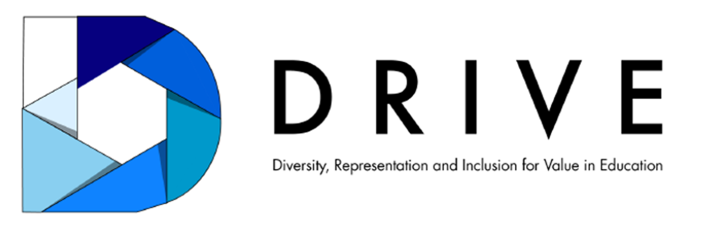 DRIVE
Diversity, Representation and Inclusion for Value in Education